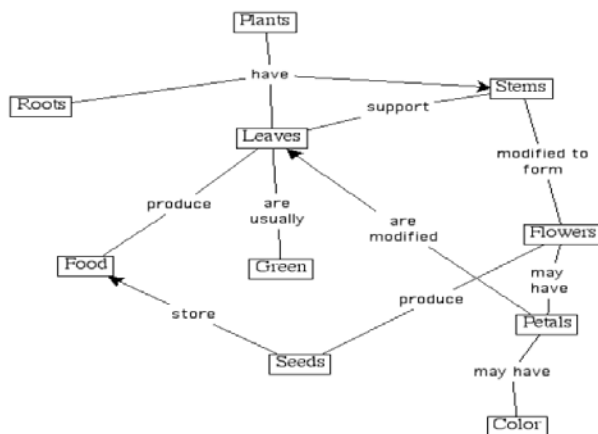 Plants
have
Roots
Stems
support
Leaves
modified to
form
produce
are
usually
are
modified
Flowers
Food
Green
may
have
produce
store
Petals
Seeds
may have
Color